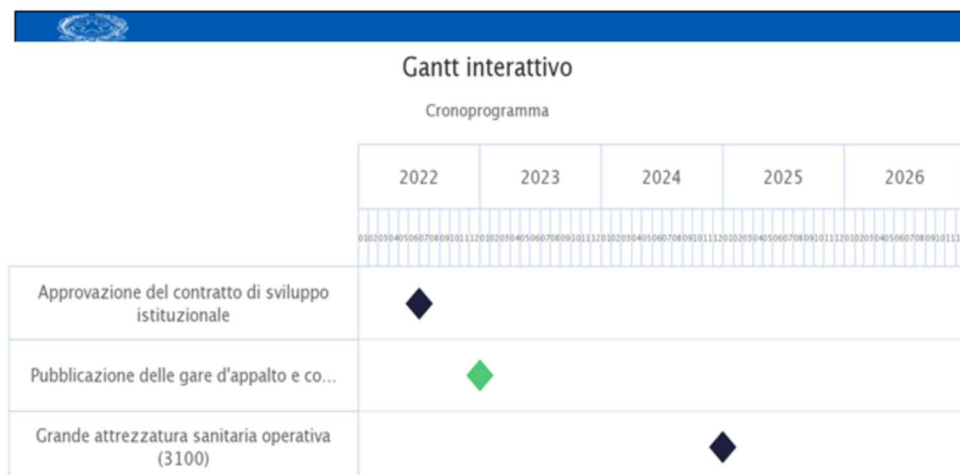 Gantt interattivo
Cronoprogramma
2022 2023 2024 2025 2026
01020304050607080910111201020304050607080910111201020304050607080910111201020304050607080910111201020304050607080910111
Approvazione del contratto di sviluppo
istituzionale
Pubblicazione delle gare d'appalto e co...
Grande attrezzatura sanitaria operativa
(3100)